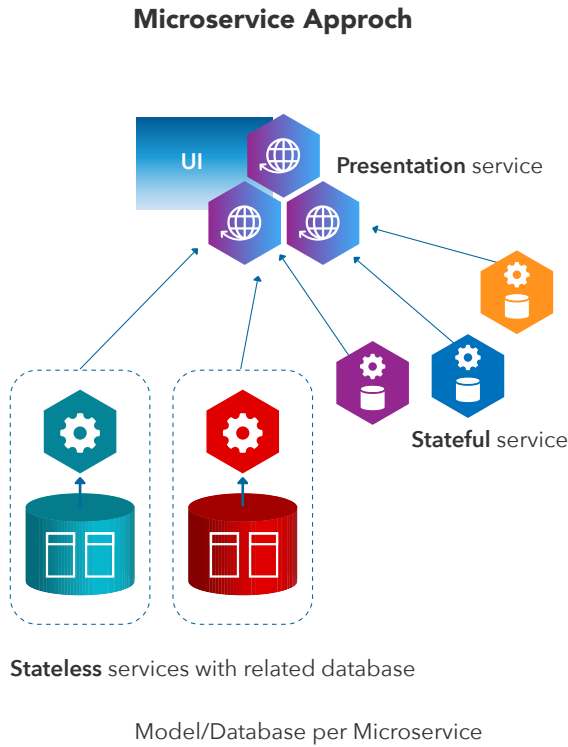 Microservice Approch
UI
Presentation service
Stateful service
Stateless services with related database
Model/Database per Microservice